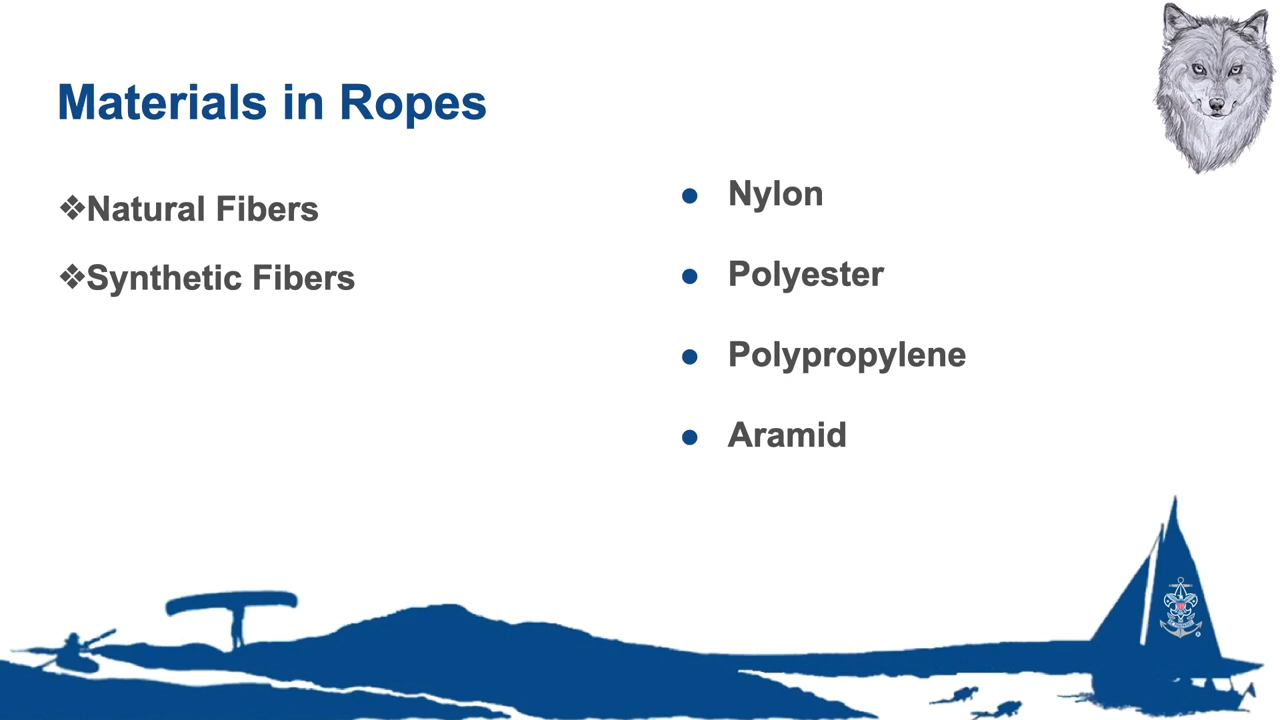 Materials in Ropes
❖Natural Fibers
❖Synthetic Fibers
● Nylon
● Polyester
● Polypropylene
● Aramid